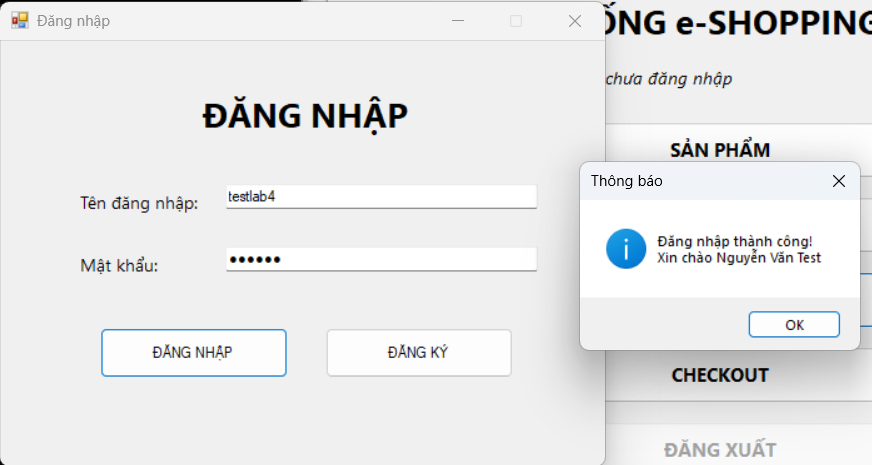 Đăng nhập
ỐNG e-SHOPPING
chưa đăng nhập
ĐĂNG NHẬP
SẢN PHẨM
Thông báo
Tên đăng nhập:
testlab4
Đăng nhập thành công!
Xin chào Nguyễn Văn Test
Mật khẩu:
OK
ĐĂNG NHẬP
ĐĂNG KÝ
CHECKOUT
ĐĂNG XUẤT